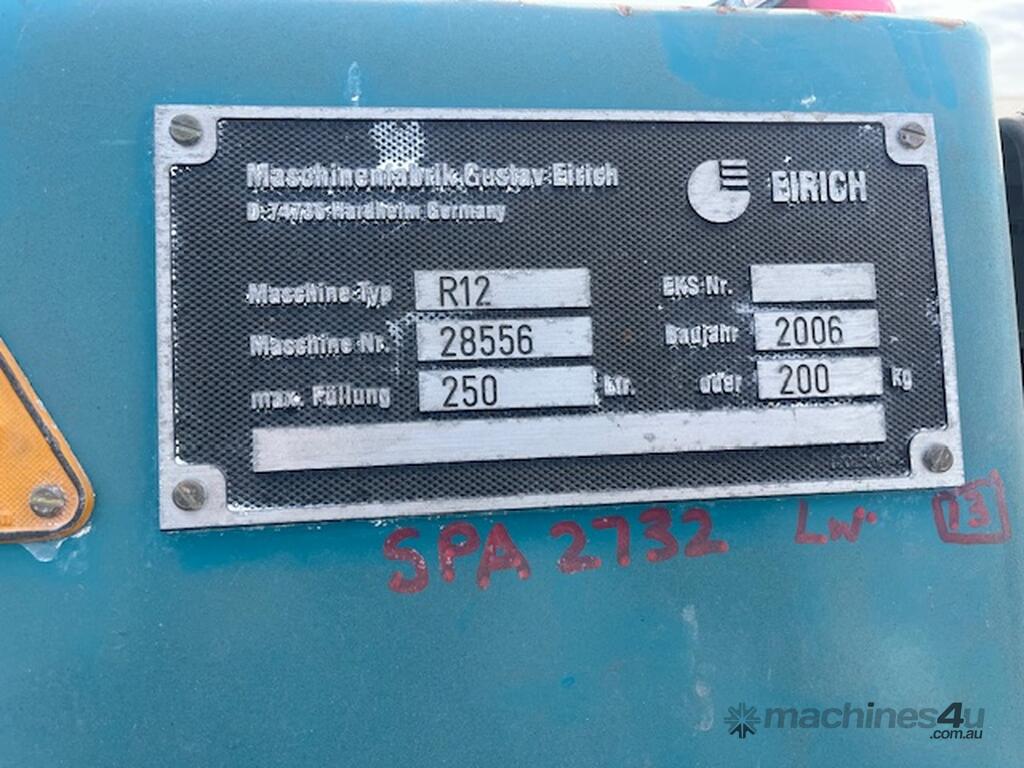 Maschinenfabrik Gustav Eirich
D-74736 Hardheim Germany
EIRICH
Maschine Typ R12 EKS Nr.
Maschine Nr. 28556 Baujahr 2006
max. Füllung 250 Ltr. oder 200 Kg
SPA 2732 LW. 13
machines4u
.com.au